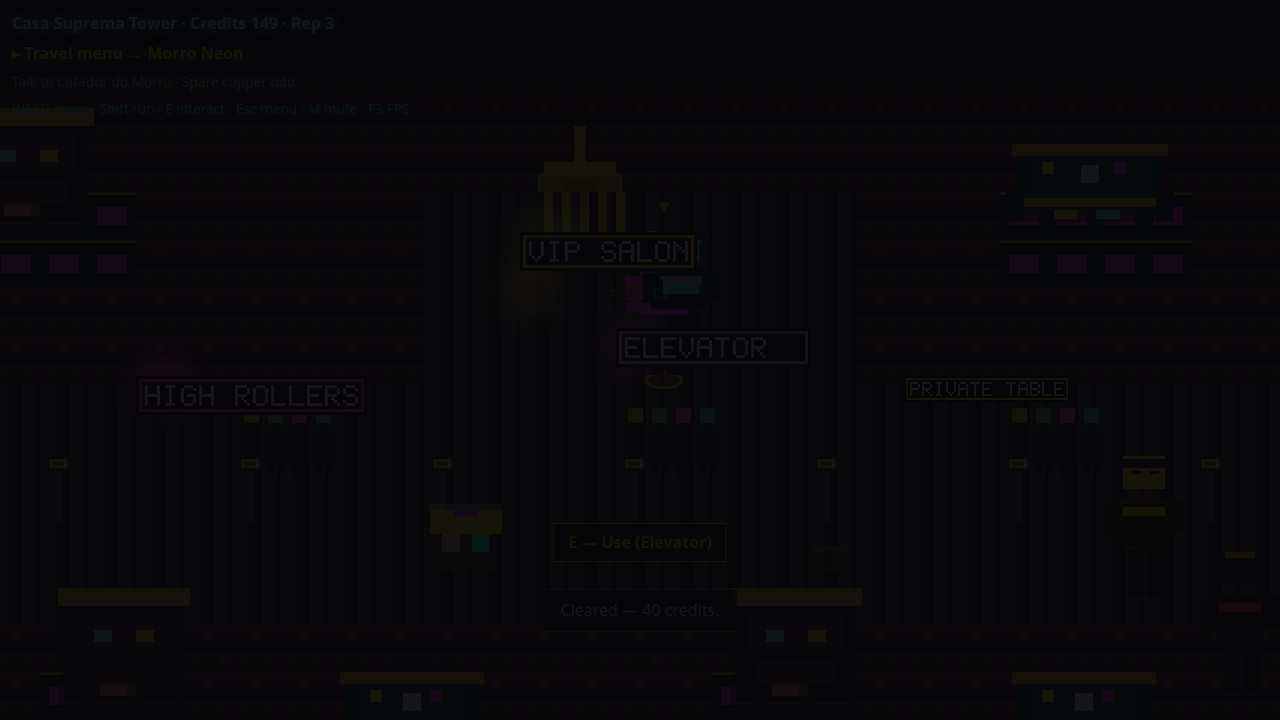 Casa Suprema Tower · Credits 149 · Rep 3
▸ Travel menu → Morro Neon
Talk to Catador do Morro · Spare copper odd
Shift run · E interact · Esc menu · M mute · F3 FPS
VIP SALON
ELEVATOR
HIGH ROLLERS
PRIVATE TABLE
E — Use (Elevator)
Cleared — 40 credits.